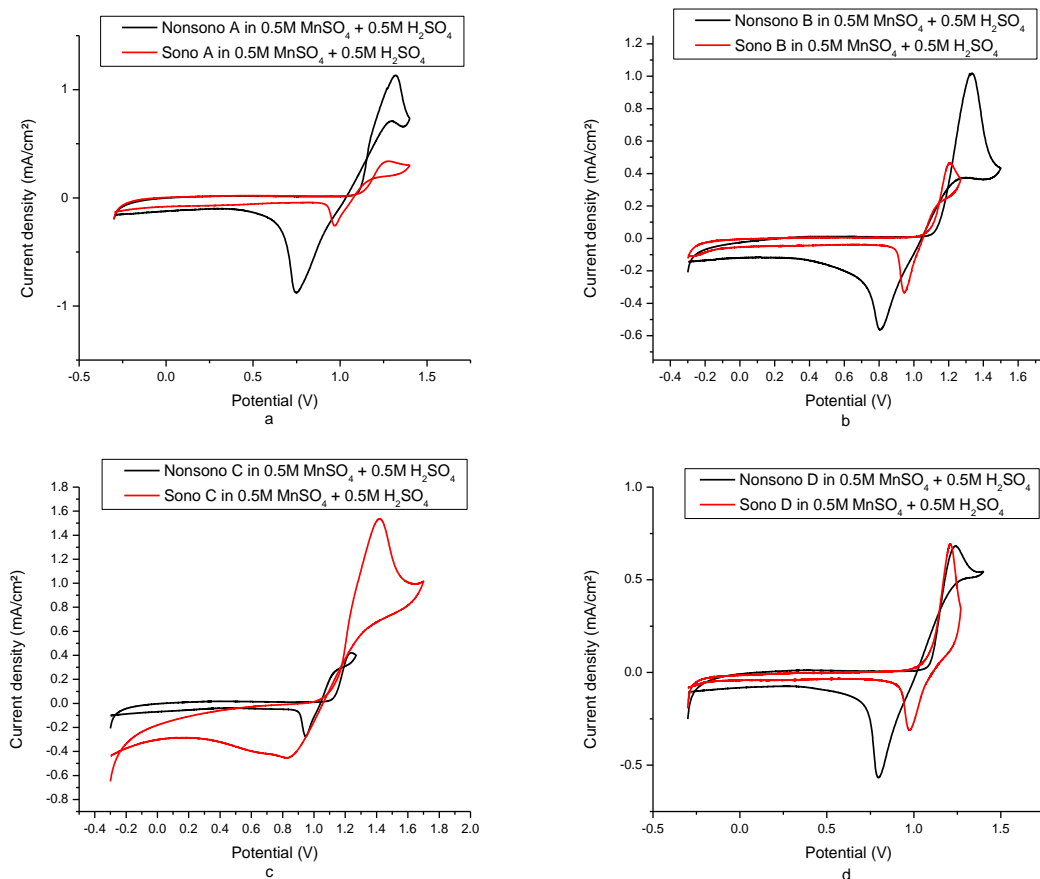 Nonsono A in 0.5M MnSO₄ + 0.5M H₂SO₄
Sono A in 0.5M MnSO₄ + 0.5M H₂SO₄
1
0
-1
Current density (mA/cm²)
-0.5 0.0 0.5 1.0 1.5
Potential (V)
a
Nonsono B in 0.5M MnSO₄ + 0.5M H₂SO₄
Sono B in 0.5M MnSO₄ + 0.5M H₂SO₄
1.2
1.0
0.8
0.6
0.4
0.2
0.0
-0.2
-0.4
-0.6
Current density (mA/cm²)
-0.4 -0.2 0.0 0.2 0.4 0.6 0.8 1.0 1.2 1.4 1.6
Potential (V)
b
Nonsono C in 0.5M MnSO₄ + 0.5M H₂SO₄
Sono C in 0.5M MnSO₄ + 0.5M H₂SO₄
1.8
1.6
1.4
1.2
1.0
0.8
0.6
0.4
0.2
0.0
-0.2
-0.4
-0.6
-0.8
Current density (mA/cm²)
-0.4 -0.2 0.0 0.2 0.4 0.6 0.8 1.0 1.2 1.4 1.6 1.8 2.0
Potential (V)
c
Nonsono D in 0.5M MnSO₄ + 0.5M H₂SO₄
Sono D in 0.5M MnSO₄ + 0.5M H₂SO₄
1.0
0.5
0.0
-0.5
Current density (mA/cm²)
-0.5 0.0 0.5 1.0 1.5
Potential (V)
d